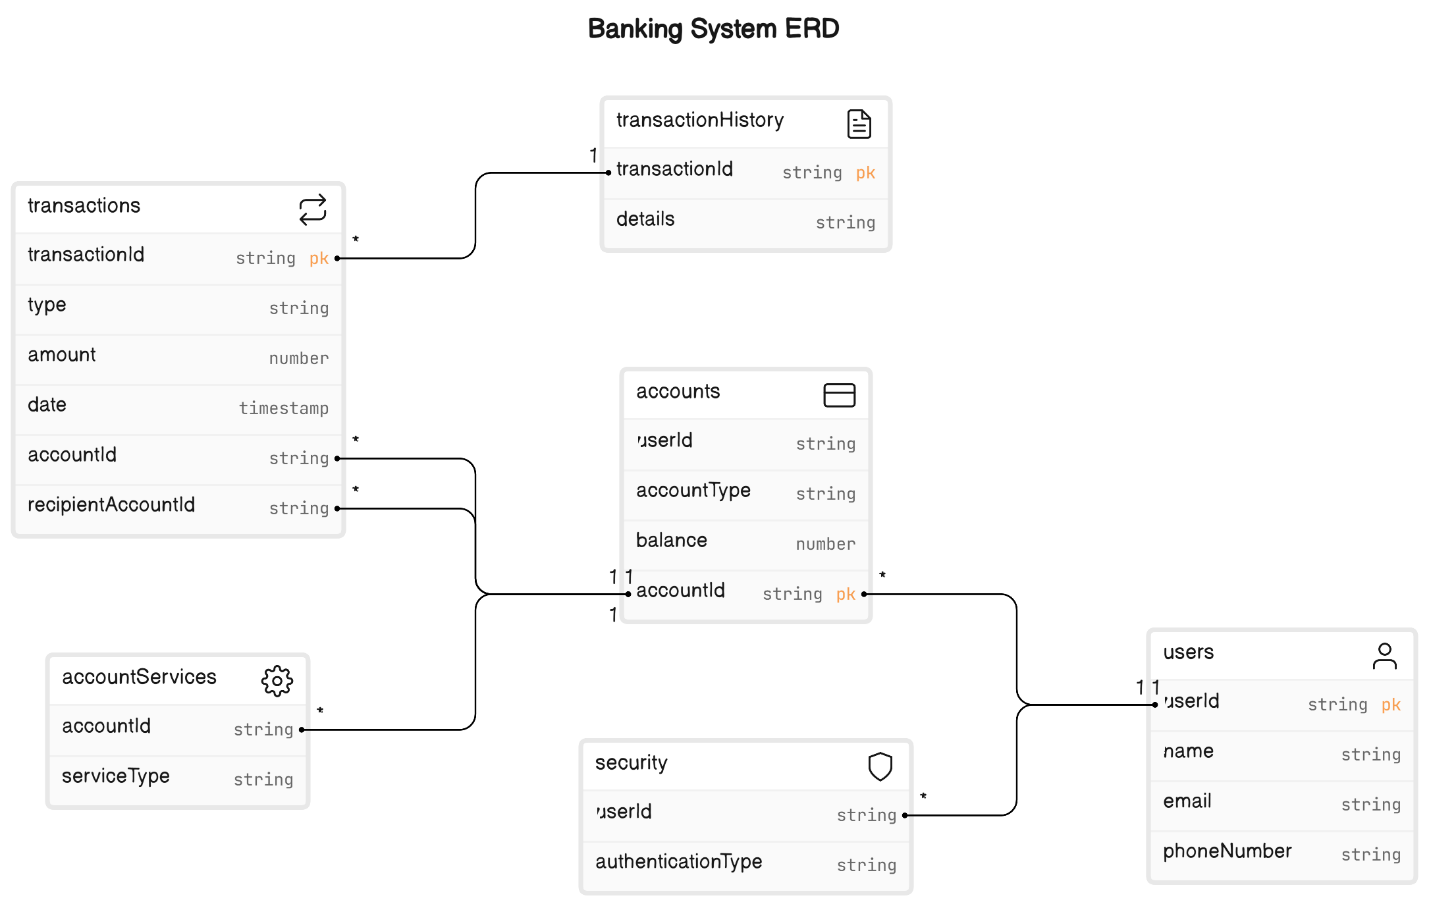 Banking System ERD
transactionHistory
transactionId string pk
details string
1
transactions
transactionId string pk
type string
amount number
date timestamp
accountId string
recipientAccountId string
*
*
*
accounts
userId string
accountType string
balance number
accountId string pk
1 1
1
*
accountServices
accountId string
serviceType string
*
security
userId string
authenticationType string
*
users
userId string pk
name string
email string
phoneNumber string
1 1